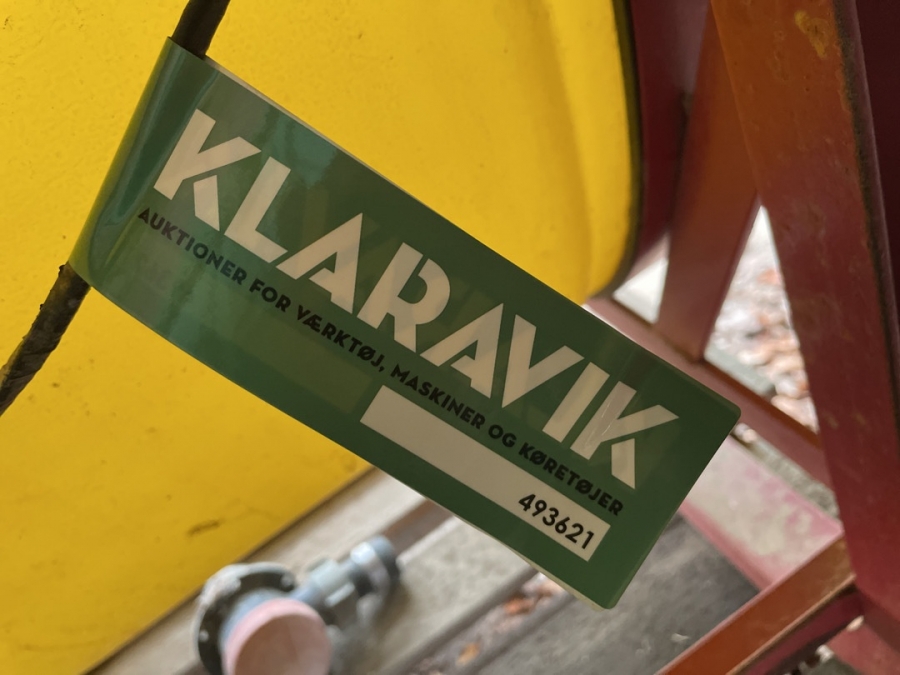 KLARAVIK
AUKTIONER FOR VÆRKTØJ, MASKINER OG KØRETØJER
493621